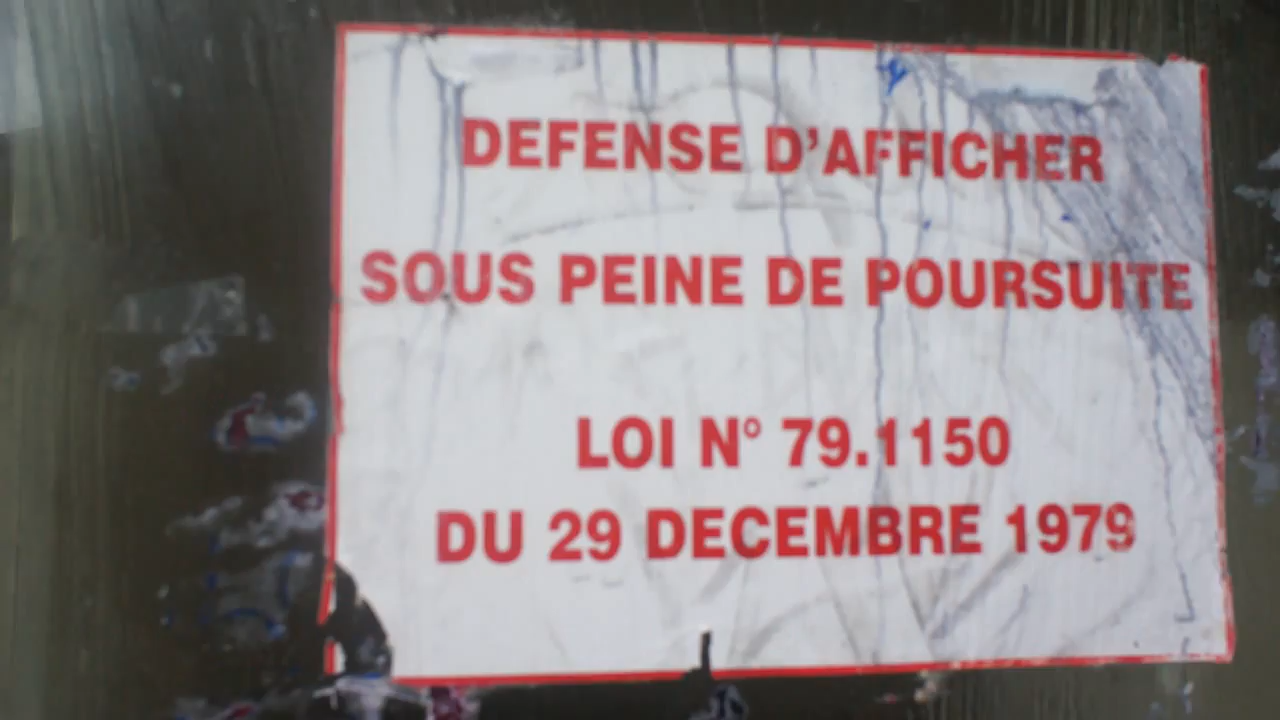 DEFENSE D'AFFICHER
SOUS PEINE DE POURSUITE
LOI N° 79.1150
DU 29 DECEMBRE 1979